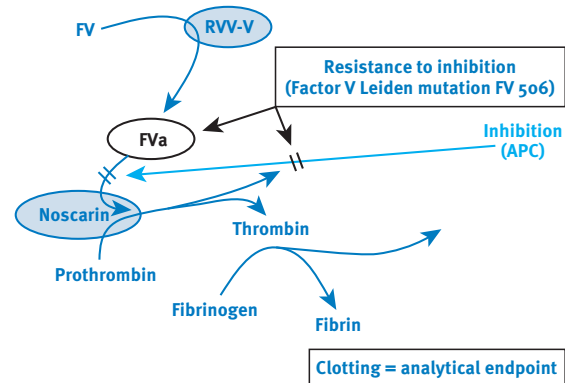 FV
RVV-V
Resistance to inhibition
(Factor V Leiden mutation FV 506)
FVa
Inhibition
(APC)
Noscarin
Thrombin
Prothrombin
Fibrinogen
Fibrin
Clotting = analytical endpoint